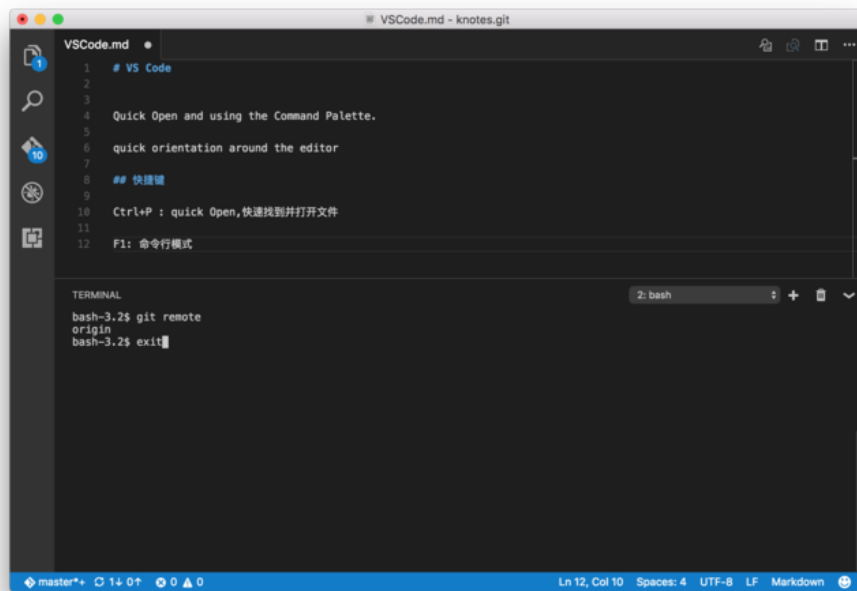 VSCode.md - knotes.git
VSCode.md
1
1 # VS Code
2
3
4 Quick Open and using the Command Palette.
5
6 quick orientation around the editor
7
8 ## 快捷键
9
10 Ctrl+P : quick Open,快速找到并打开文件
11
12 F1: 命令行模式
10
TERMINAL
2: bash
bash-3.2$ git remote
origin
bash-3.2$ exit
master*+ 1↓ 0↑ 0 0 Ln 12, Col 10 Spaces: 4 UTF-8 LF Markdown